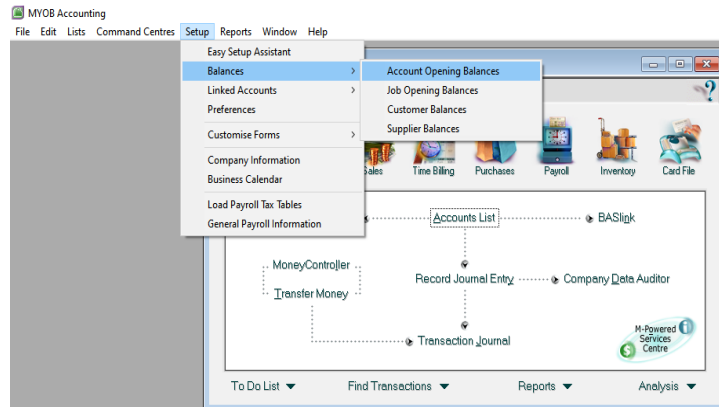 MYOB Accounting
File Edit Lists Command Centres Setup Reports Window Help
Easy Setup Assistant
Balances
Linked Accounts
Preferences
Customise Forms
Company Information
Business Calendar
Load Payroll Tax Tables
General Payroll Information
Account Opening Balances
Job Opening Balances
Customer Balances
Supplier Balances
Sales Time Billing Purchases Payroll Inventory Card File
Accounts List BASlink
MoneyController
Record Journal Entry Company Data Auditor
Transfer Money
Transaction Journal
M-Powered
Services
Centre
To Do List Find Transactions Reports Analysis